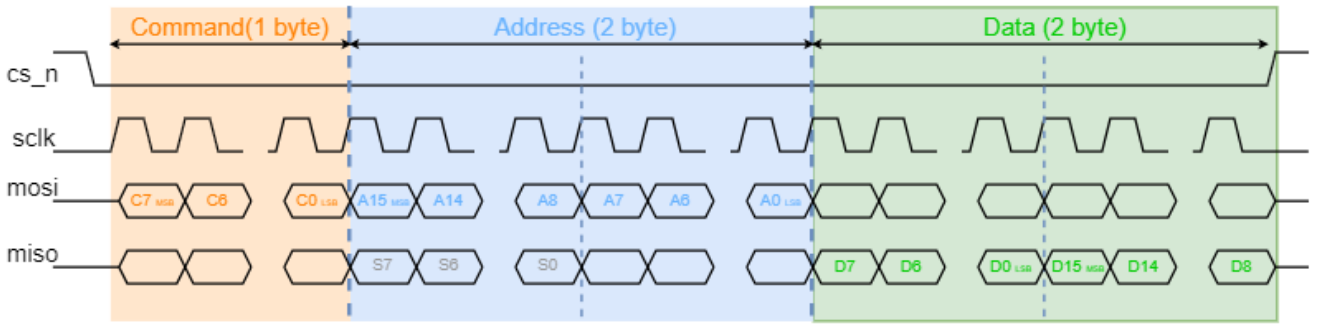 Command(1 byte) Address (2 byte) Data (2 byte)
cs_n
sclk
mosi C7 MSB C6 C0 LSB A15 MSB A14 A8 A7 A6 A0 LSB
miso S7 S6 S0 D7 D6 D0 LSB D15 MSB D14 D8